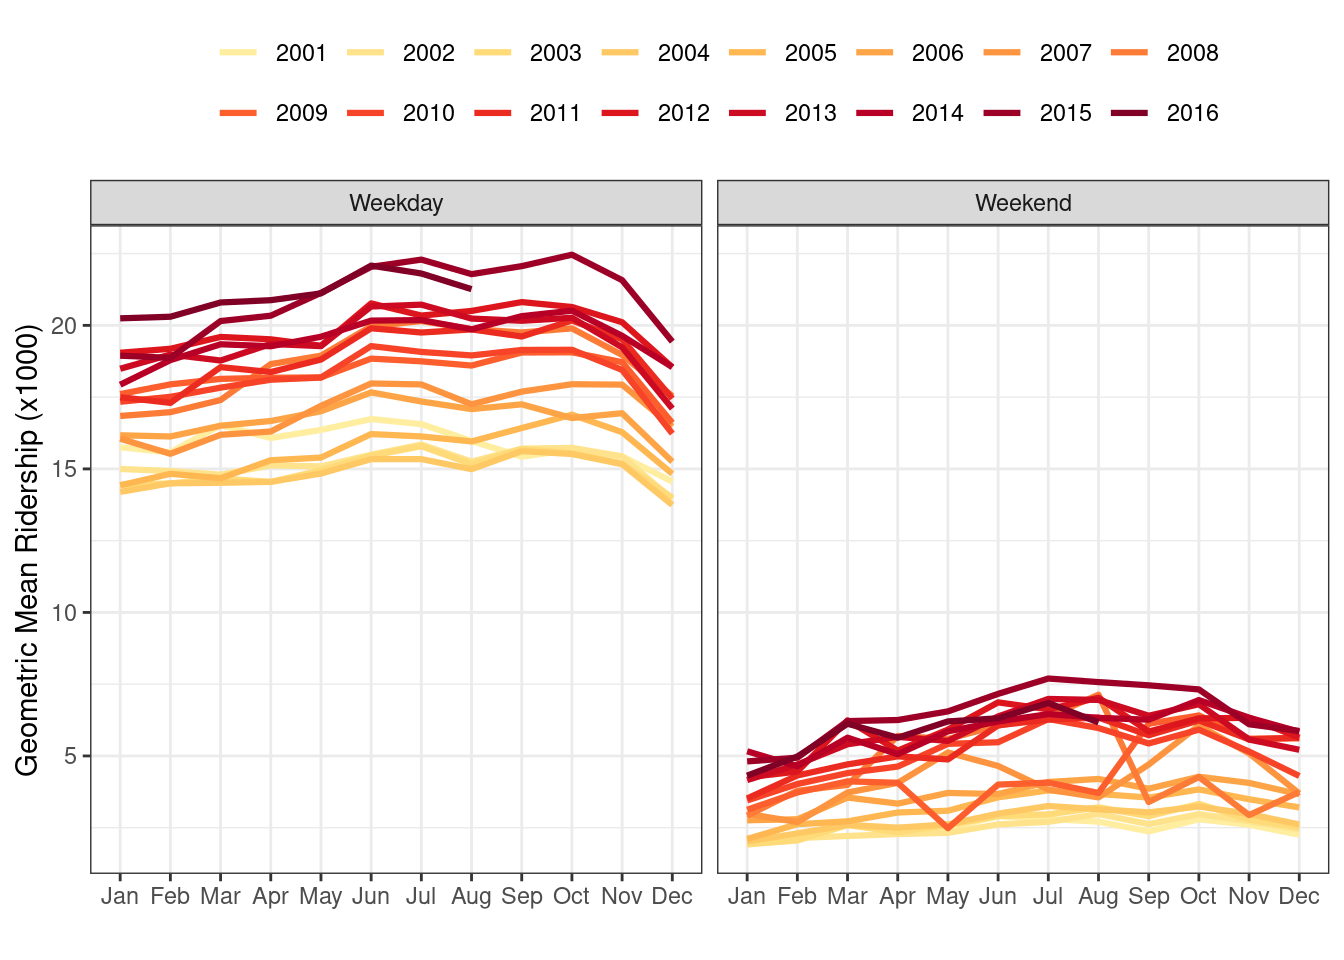 2001 2002 2003 2004 2005 2006 2007 2008
2009 2010 2011 2012 2013 2014 2015 2016
Weekday Weekend
Geometric Mean Ridership (x1000)
20
15
10
5
Jan Feb Mar Apr May Jun Jul Aug Sep Oct Nov Dec Jan Feb Mar Apr May Jun Jul Aug Sep Oct Nov Dec